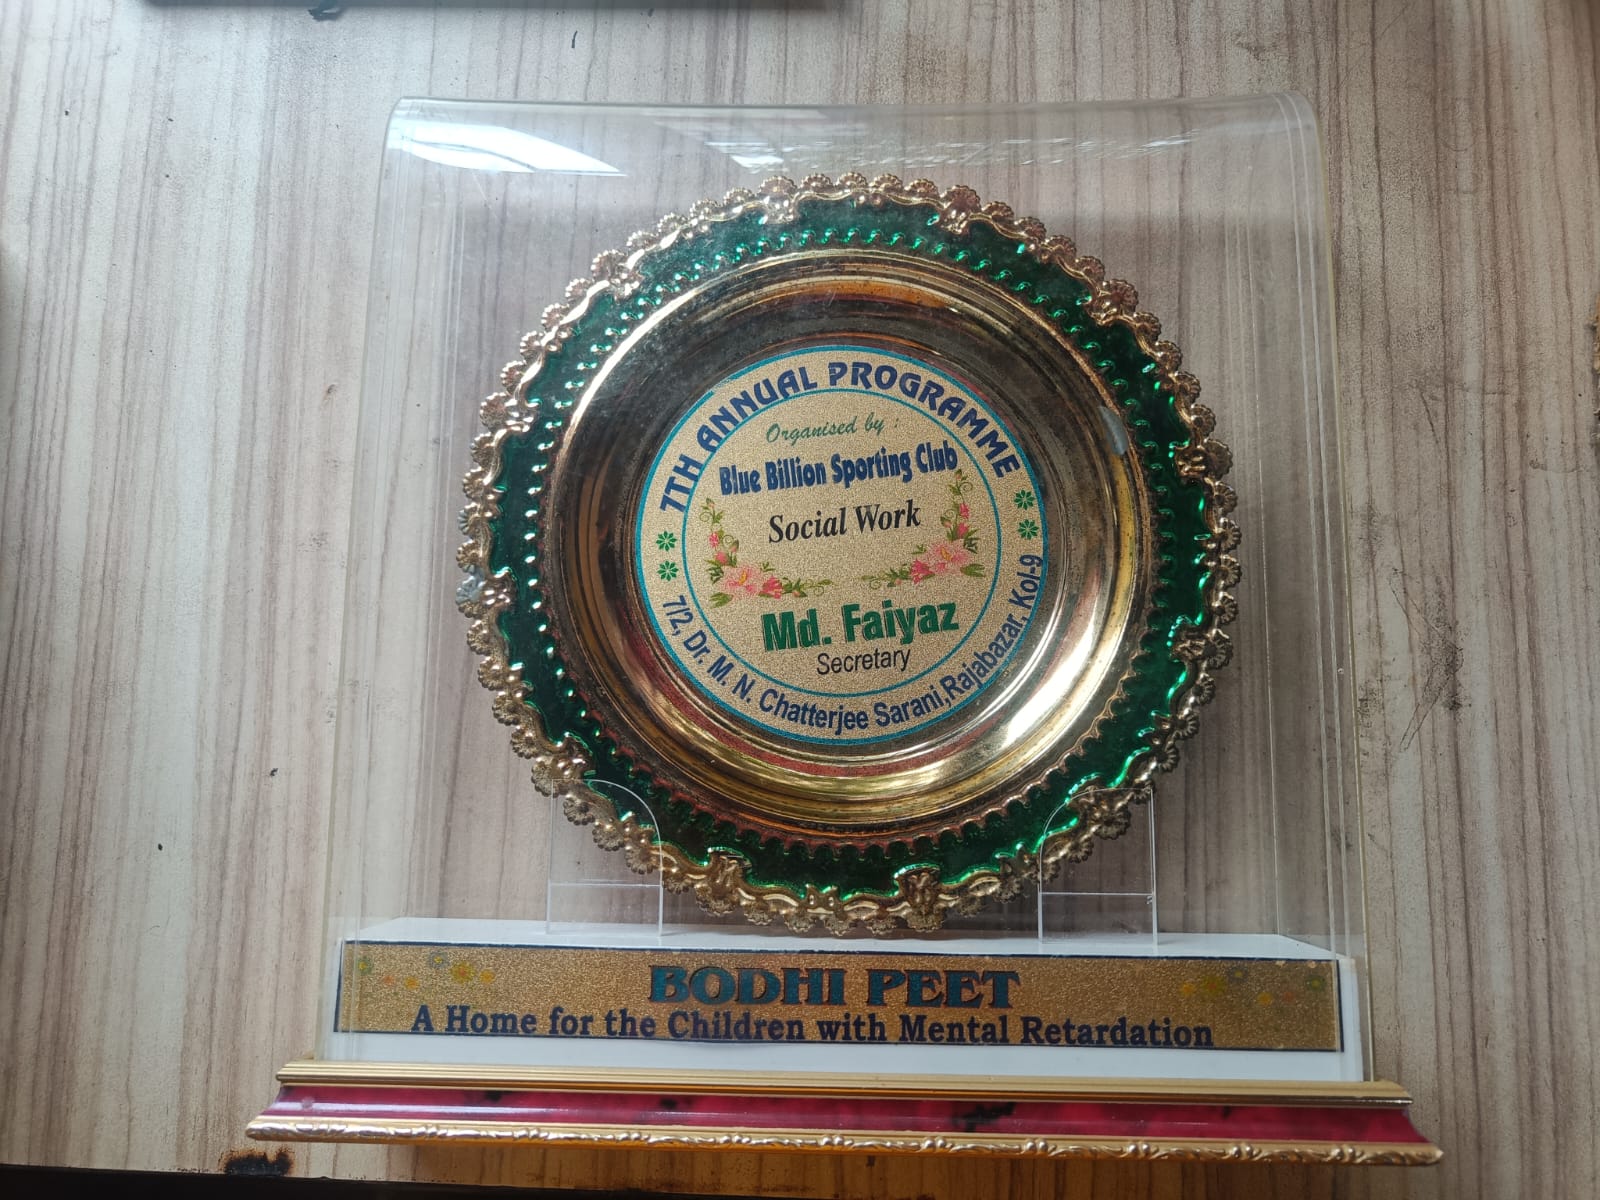 7TH ANNUAL PROGRAMME
Organised by :
Blue Billion Sporting Club
Social Work
Md. Faiyaz
Secretary
7/2, Dr. M. N. Chatterjee Sarani,Rajabazar, Kol-9
BODHI PEET
A Home for the Children with Mental Retardation